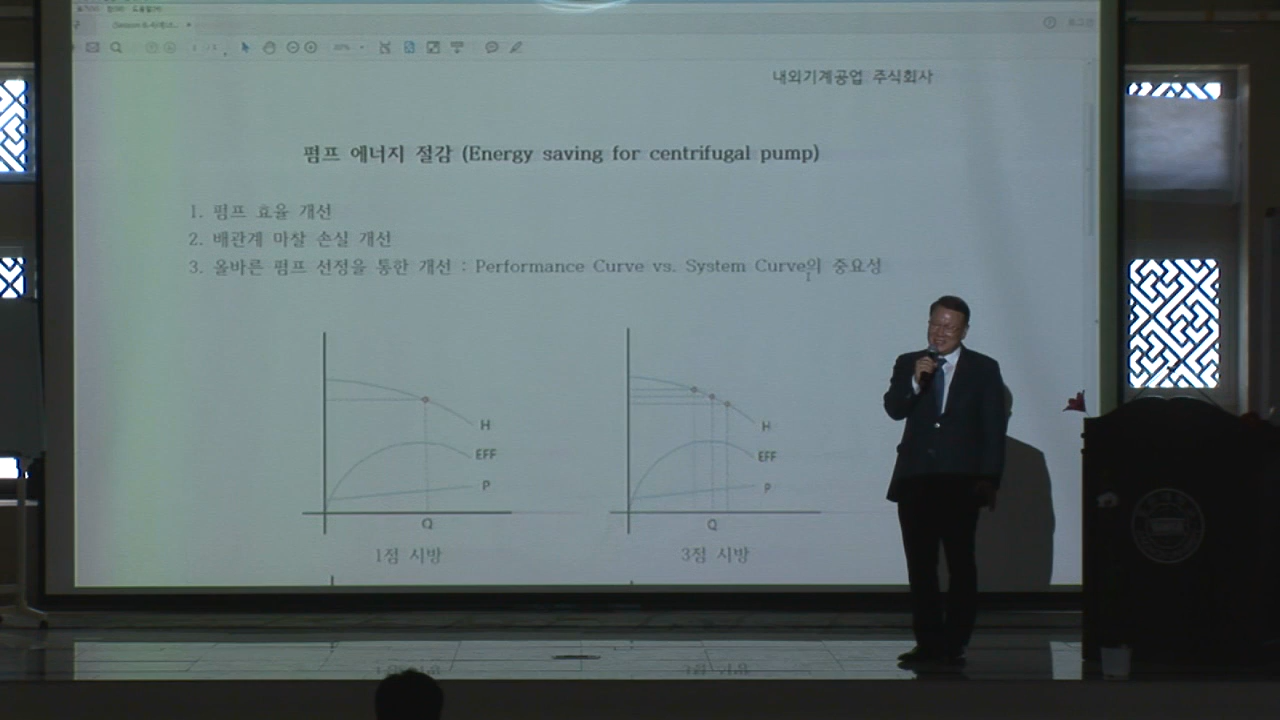 내외기계공업 주식회사
펌프 에너지 절감 (Energy saving for centrifugal pump)
1. 펌프 효율 개선
2. 배관계 마찰 손실 개선
3. 올바른 펌프 선정을 통한 개선 : Performance Curve vs. System Curve의 중요성
H
EFF
P
Q
1점 시방
H
EFF
P
Q
3점 시방